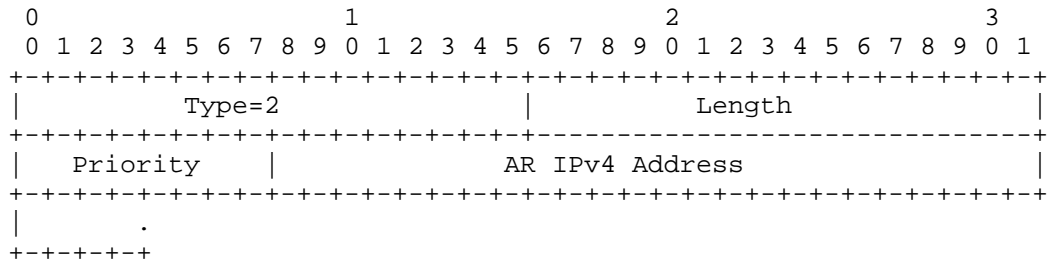 0                   1                   2                   3
 0 1 2 3 4 5 6 7 8 9 0 1 2 3 4 5 6 7 8 9 0 1 2 3 4 5 6 7 8 9 0 1
+-+-+-+-+-+-+-+-+-+-+-+-+-+-+-+-+-+-+-+-+-+-+-+-+-+-+-+-+-+-+-+-+
|          Type=2               |          Length               |
+-+-+-+-+-+-+-+-+-+-+-+-+-+-+-+-+-------------------------------+
|   Priority    |              AR IPv4 Address                  |
+-+-+-+-+-+-+-+-+-+-+-+-+-+-+-+-+-+-+-+-+-+-+-+-+-+-+-+-+-+-+-+-+
|       .
+-+-+-+-+